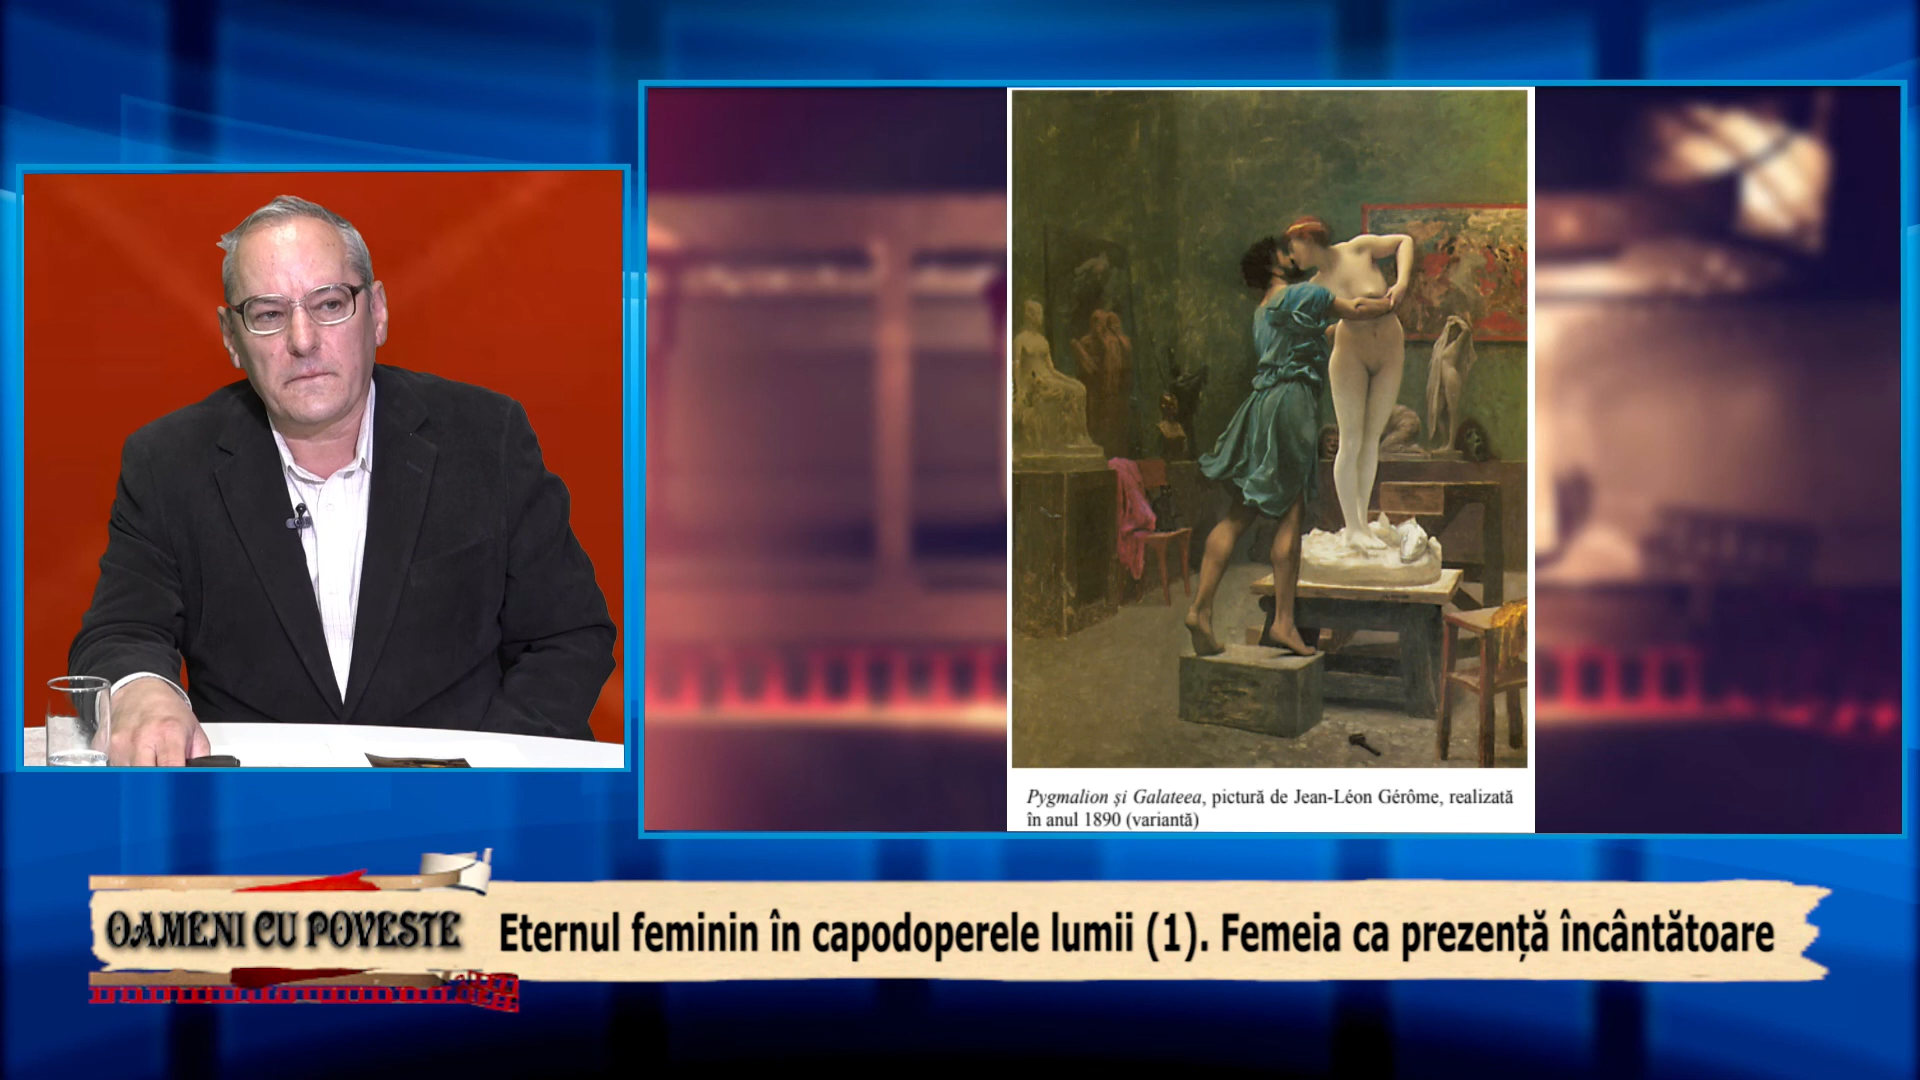 Pygmalion și Galateea, pictură de Jean-Léon Gérôme, realizată
în anul 1890 (variantă)
OAMENI CU POVESTE
Eternul feminin în capodoperele lumii (1). Femeia ca prezență încântătoare